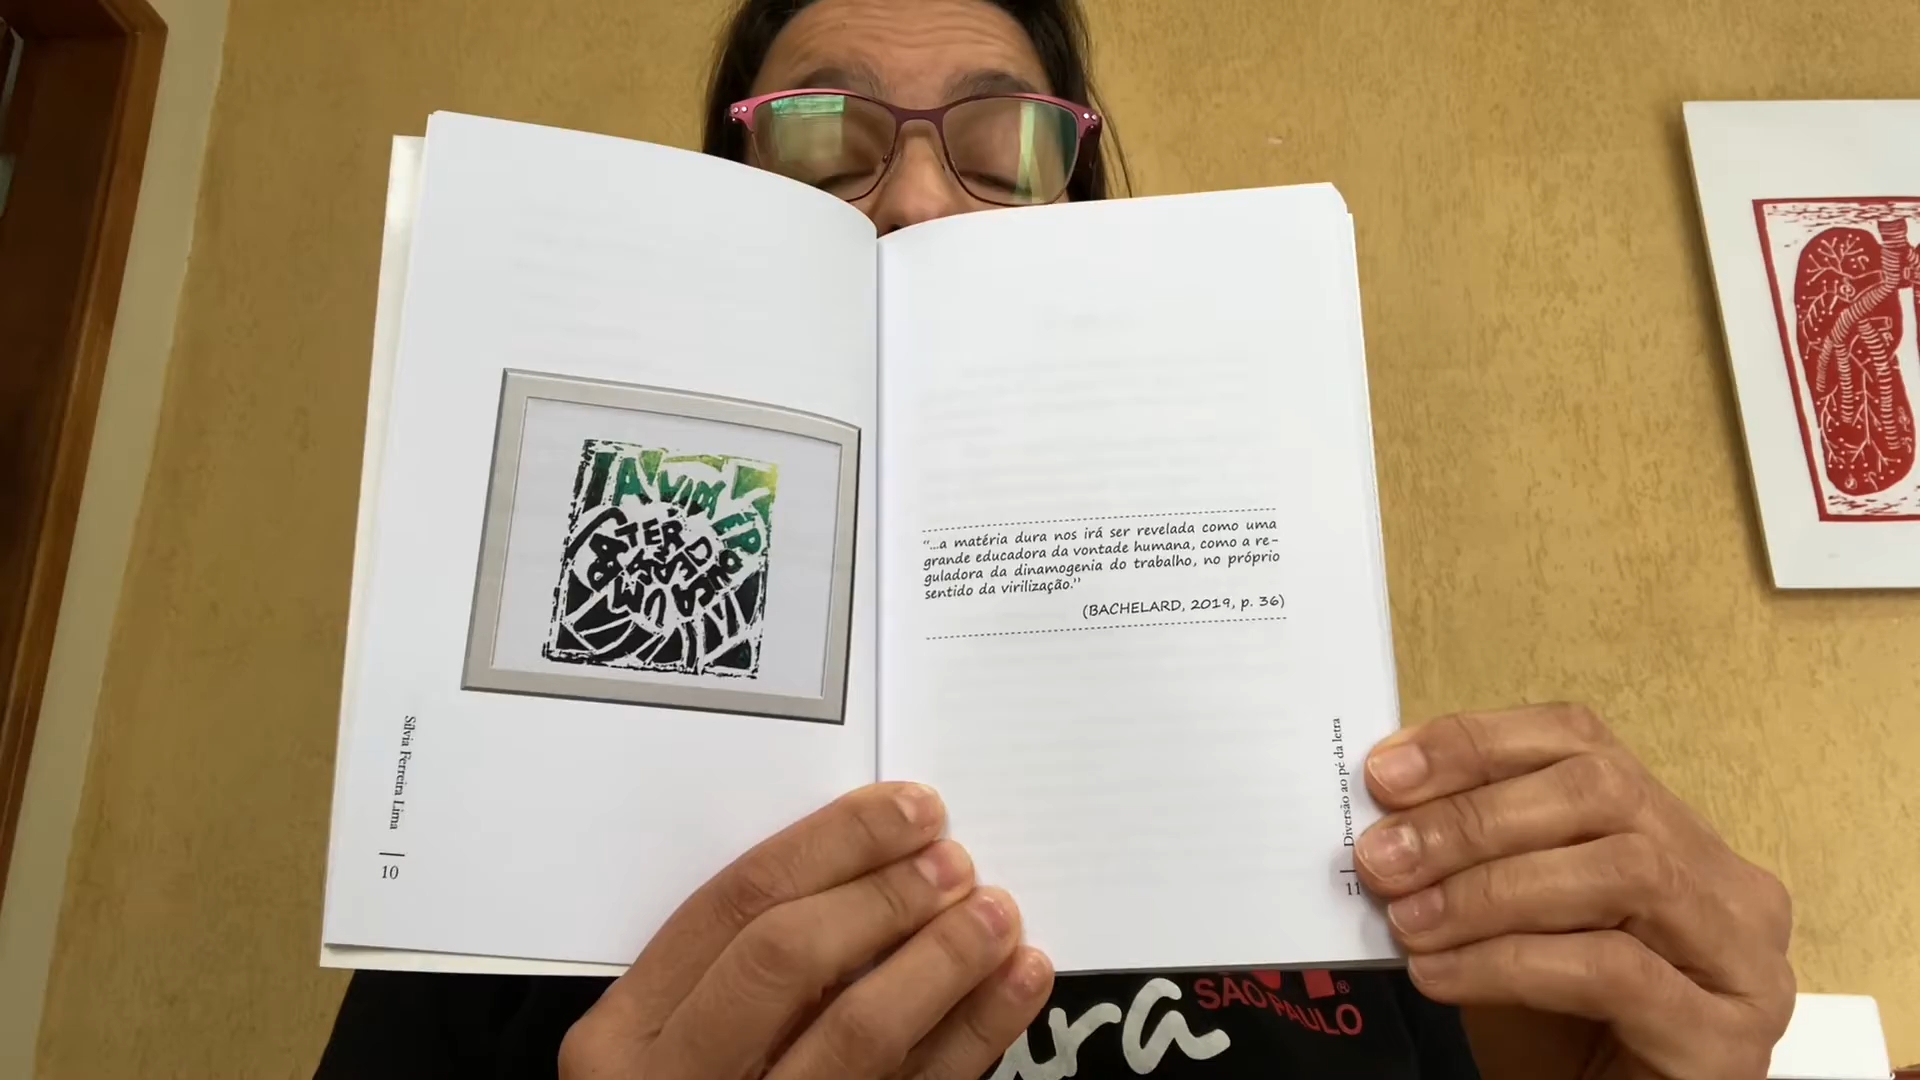 A VIDA É
Sílvia Ferreira Lima
10
“...a matéria dura nos irá ser revelada como uma
grande educadora da vontade humana, como a re-
guladora da dinamogenia do trabalho, no próprio
sentido da virilização.”
(BACHELARD, 2019, p. 36)
Diversão ao pé da letra
11
SÃO PAULO
®